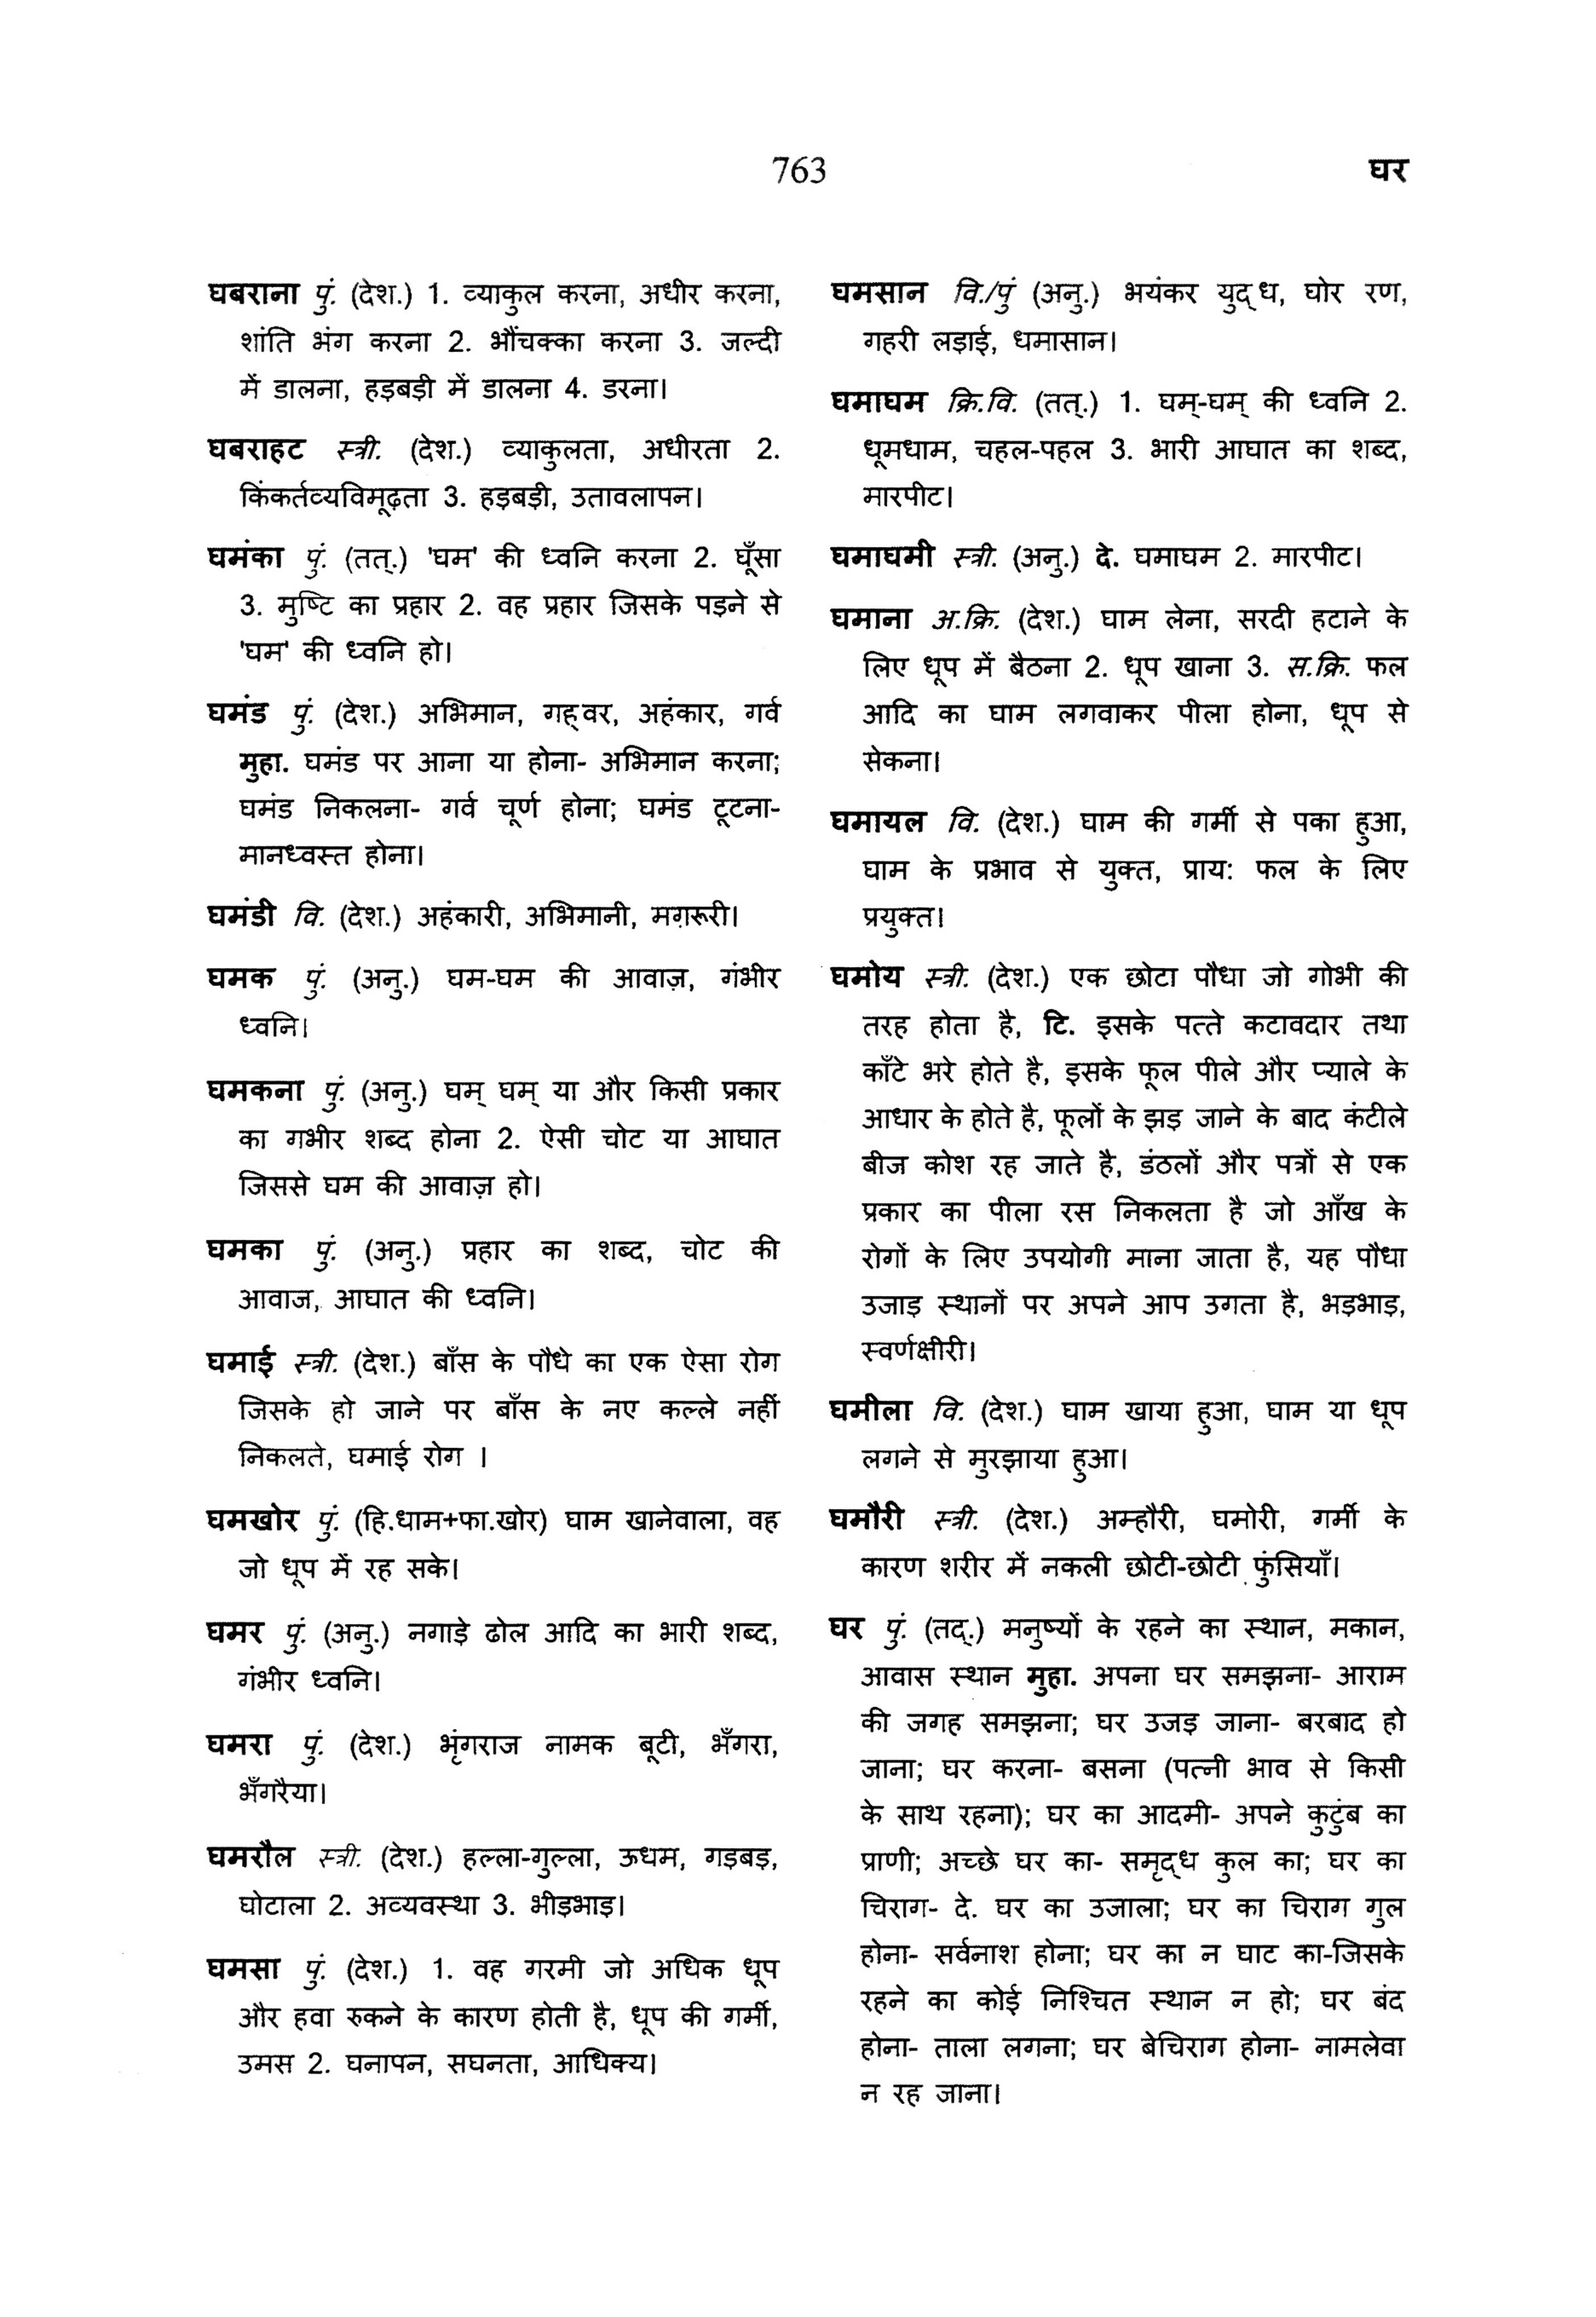 763
घर
घबराना पुं. (देश.) 1. व्याकुल करना, अधीर करना,
शांति भंग करना 2. भौंचक्का करना 3. जल्दी
में डालना, हड़बड़ी में डालना 4. डरना।
घबराहट स्त्री. (देश.) व्याकुलता, अधीरता 2.
किंकर्तव्यविमूढ़ता 3. हड़बड़ी, उतावलापन।
घमंका पुं. (तत्.) 'घम' की ध्वनि करना 2. घूँसा
3. मुष्टि का प्रहार 2. वह प्रहार जिसके पड़ने से
'घम' की ध्वनि हो।
घमंड पुं. (देश.) अभिमान, गह्वर, अहंकार, गर्व
मुहा. घमंड पर आना या होना- अभिमान करना;
घमंड निकलना- गर्व चूर्ण होना; घमंड टूटना-
मानध्वस्त होना।
घमंडी वि. (देश.) अहंकारी, अभिमानी, मग़रूरी।
घमक पुं. (अनु.) घम-घम की आवाज़, गंभीर
ध्वनि।
घमकना पुं. (अनु.) घम् घम् या और किसी प्रकार
का गभीर शब्द होना 2. ऐसी चोट या आघात
जिससे घम की आवाज़ हो।
घमका पुं. (अनु.) प्रहार का शब्द, चोट की
आवाज, आघात की ध्वनि।
घमाई स्त्री. (देश.) बाँस के पौधे का एक ऐसा रोग
जिसके हो जाने पर बाँस के नए कल्ले नहीं
निकलते, घमाई रोग ।
घमखोर पुं. (हि.धाम+फा.खोर) घाम खानेवाला, वह
जो धूप में रह सके।
घमर पुं. (अनु.) नगाड़े ढोल आदि का भारी शब्द,
गंभीर ध्वनि।
घमरा पुं. (देश.) भृंगराज नामक बूटी, भँगरा,
भँगरैया।
घमरौल स्त्री. (देश.) हल्ला-गुल्ला, ऊधम, गड़बड़,
घोटाला 2. अव्यवस्था 3. भीड़भाड़।
घमसा पुं. (देश.) 1. वह गरमी जो अधिक धूप
और हवा रुकने के कारण होती है, धूप की गर्मी,
उमस 2. घनापन, सघनता, आधिक्य।
घमसान वि./पुं (अनु.) भयंकर युद्ध, घोर रण,
गहरी लड़ाई, धमासान।
घमाघम क्रि.वि. (तत्.) 1. घम्-घम् की ध्वनि 2.
धूमधाम, चहल-पहल 3. भारी आघात का शब्द,
मारपीट।
घमाघमी स्त्री. (अनु.) दे. घमाघम 2. मारपीट।
घमाना अ.क्रि. (देश.) घाम लेना, सरदी हटाने के
लिए धूप में बैठना 2. धूप खाना 3. स.क्रि. फल
आदि का घाम लगवाकर पीला होना, धूप से
सेकना।
घमायल वि. (देश.) घाम की गर्मी से पका हुआ,
घाम के प्रभाव से युक्त, प्राय: फल के लिए
प्रयुक्त।
घमोय स्त्री. (देश.) एक छोटा पौधा जो गोभी की
तरह होता है, टि. इसके पत्ते कटावदार तथा
काँटे भरे होते है, इसके फूल पीले और प्याले के
आधार के होते है, फूलों के झड़ जाने के बाद कंटीले
बीज कोश रह जाते है, डंठलों और पत्रों से एक
प्रकार का पीला रस निकलता है जो आँख के
रोगों के लिए उपयोगी माना जाता है, यह पौधा
उजाड़ स्थानों पर अपने आप उगता है, भड़भाड़,
स्वर्णक्षीरी।
घमीला वि. (देश.) घाम खाया हुआ, घाम या धूप
लगने से मुरझाया हुआ।
घमौरी स्त्री. (देश.) अम्हौरी, घमोरी, गर्मी के
कारण शरीर में नकली छोटी-छोटी फुंसियाँ।
घर पुं. (तद्.) मनुष्यों के रहने का स्थान, मकान,
आवास स्थान मुहा. अपना घर समझना- आराम
की जगह समझना; घर उजड़ जाना- बरबाद हो
जाना; घर करना- बसना (पत्नी भाव से किसी
के साथ रहना); घर का आदमी- अपने कुटुंब का
प्राणी; अच्छे घर का- समृद्ध कुल का; घर का
चिराग- दे. घर का उजाला; घर का चिराग गुल
होना- सर्वनाश होना; घर का न घाट का-जिसके
रहने का कोई निश्चित स्थान न हो; घर बंद
होना- ताला लगना; घर बेचिराग होना- नामलेवा
न रह जाना।